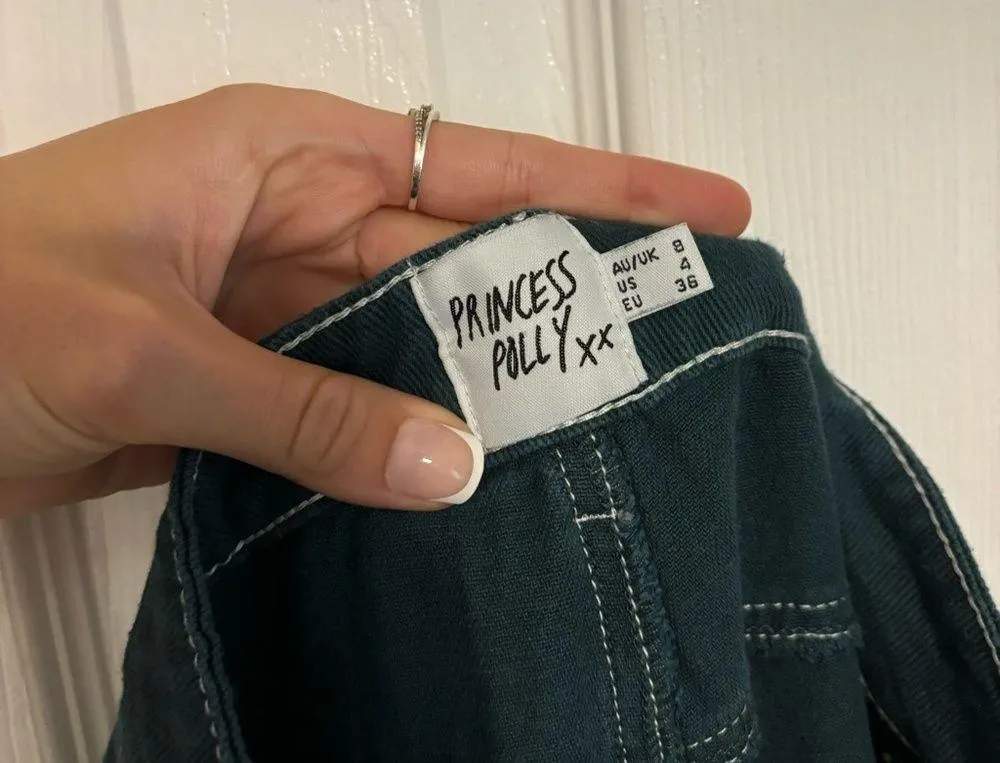 PRINCESS
POLLY xx
AU/UK 8
US 4
EU 36